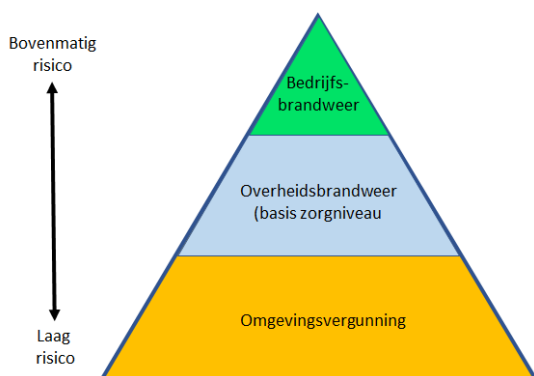 Bovenmatig
risico
Bedrijfs-
brandweer
Overheidsbrandweer
(basis zorgniveau
Omgevingsvergunning
Laag
risico